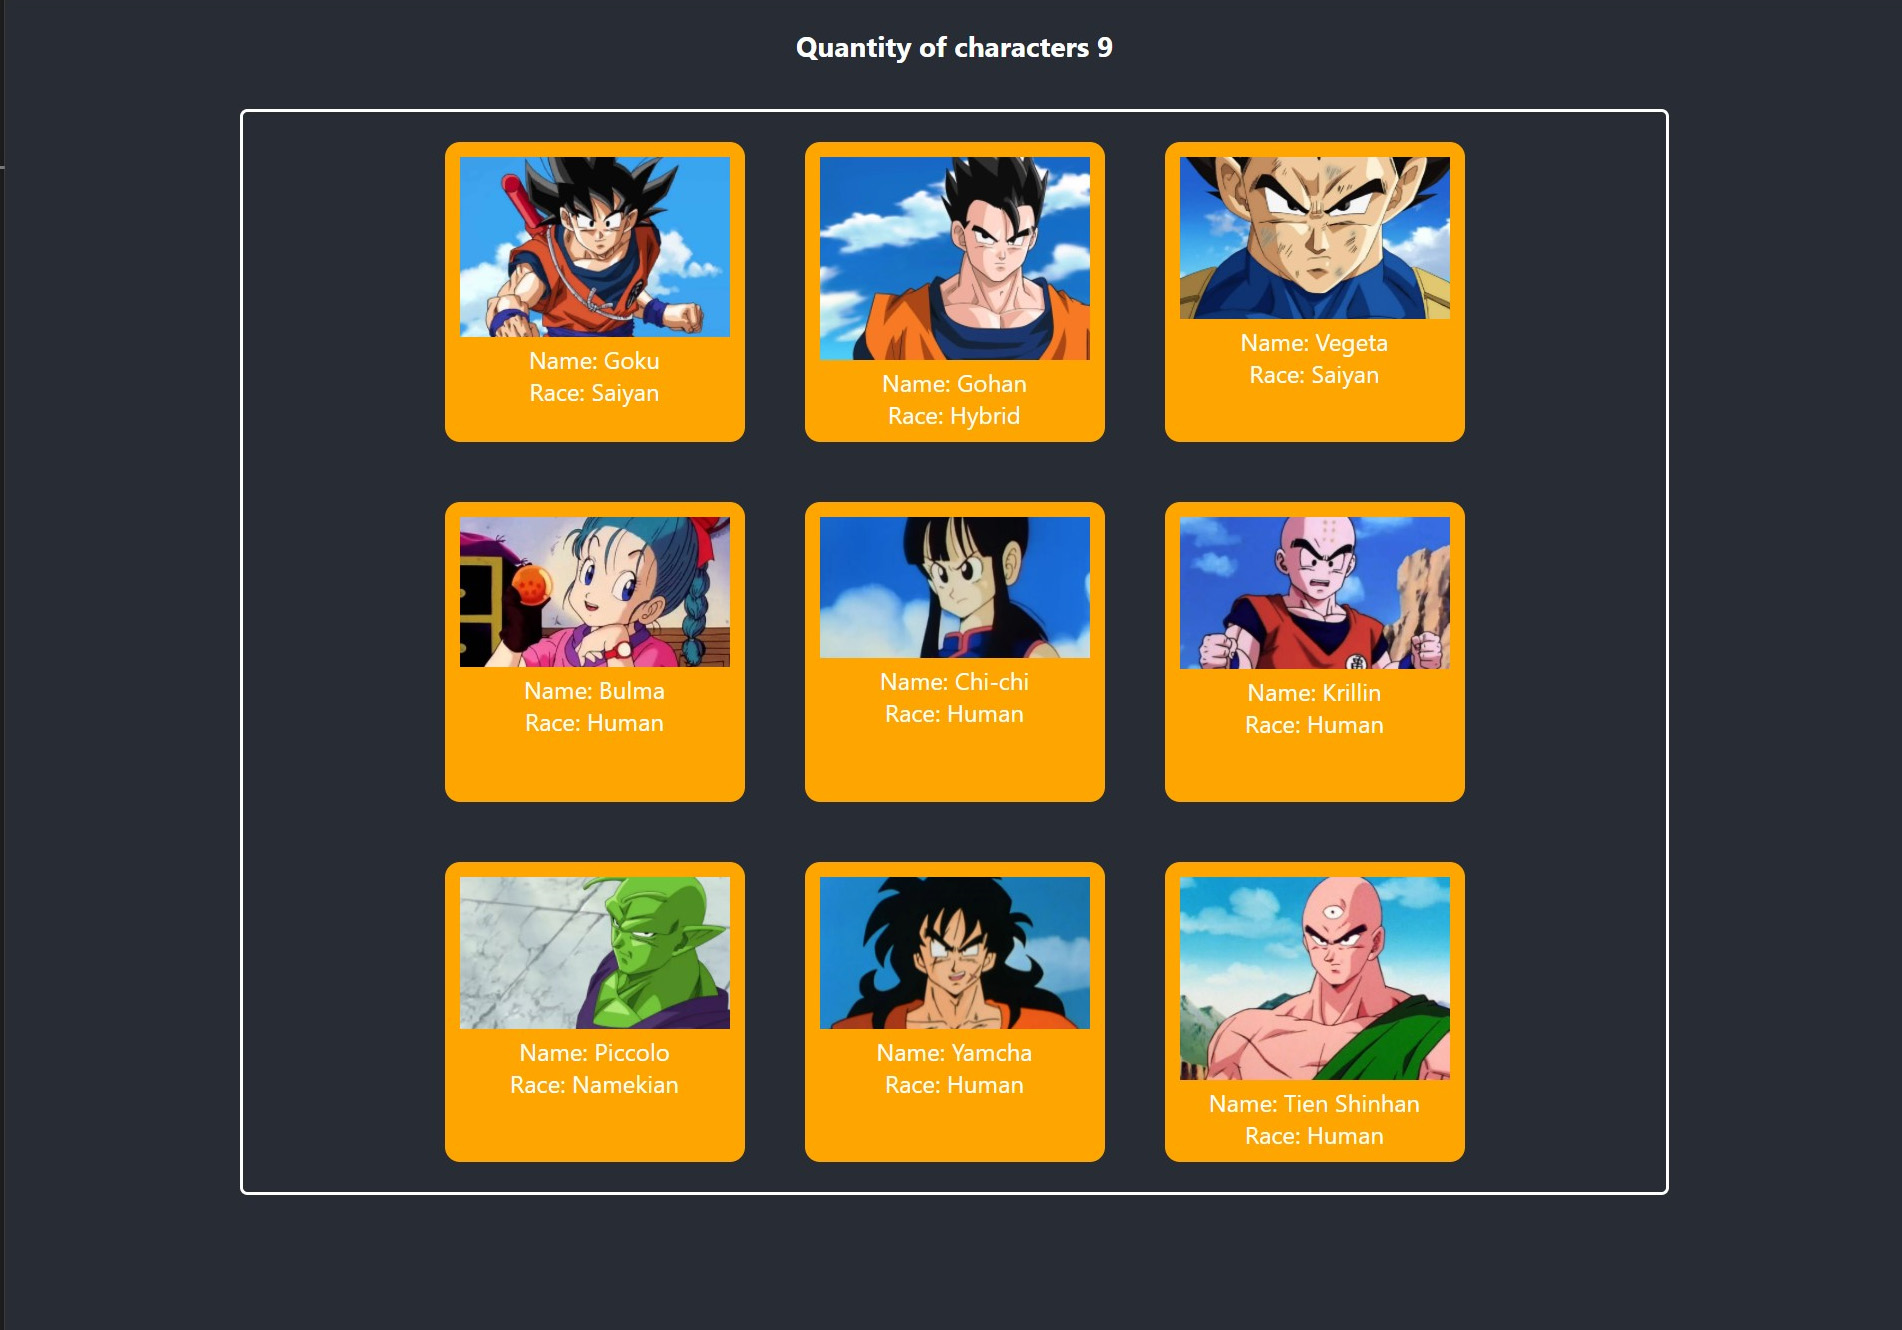 Quantity of characters 9
Name: Goku
Race: Saiyan
Name: Gohan
Race: Hybrid
Name: Vegeta
Race: Saiyan
Name: Bulma
Race: Human
Name: Chi-chi
Race: Human
Name: Krillin
Race: Human
Name: Piccolo
Race: Namekian
Name: Yamcha
Race: Human
Name: Tien Shinhan
Race: Human